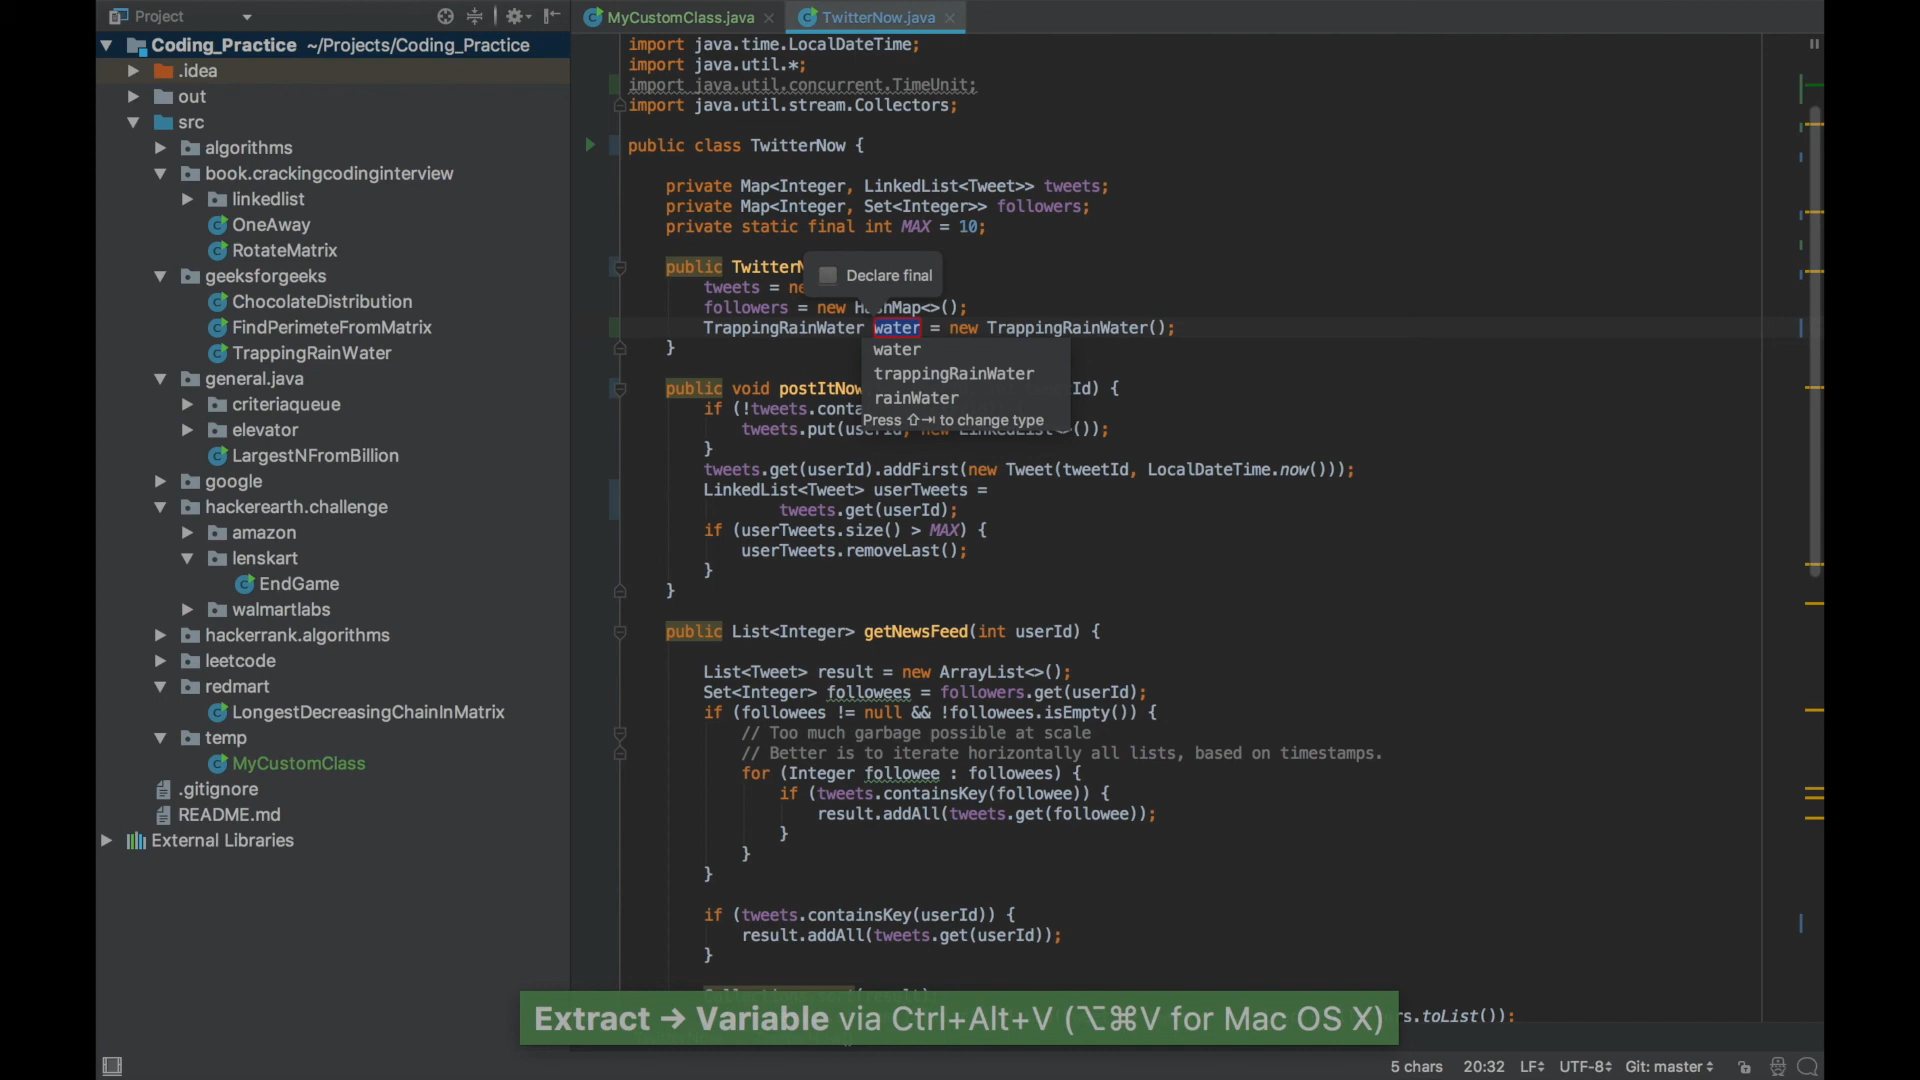 Project
Coding_Practice ~/Projects/Coding_Practice
.idea
out
src
algorithms
book.crackingcodinginterview
linkedlist
OneAway
RotateMatrix
geeksforgeeks
ChocolateDistribution
FindPerimeteFromMatrix
TrappingRainWater
general.java
criteriaqueue
elevator
LargestNFromBillion
google
hackerearth.challenge
amazon
lenskart
EndGame
walmartlabs
hackerrank.algorithms
leetcode
redmart
LongestDecreasingChainInMatrix
temp
MyCustomClass
.gitignore
README.md
External Libraries
MyCustomClass.java
TwitterNow.java
import java.time.LocalDateTime;
import java.util.*;
import java.util.concurrent.TimeUnit;
import java.util.stream.Collectors;
public class TwitterNow {
private Map<Integer, LinkedList<Tweet>> tweets;
private Map<Integer, Set<Integer>> followers;
private static final int MAX = 10;
public TwitterN
Declare final
tweets = ne
followers = new HashMap<>();
TrappingRainWater water = new TrappingRainWater();
water
trappingRainWater
rainWater
Press ⇧⇥ to change type
}
public void postItNow Id) {
if (!tweets.conta
tweets.put(userId, new LinkedList<>());
}
tweets.get(userId).addFirst(new Tweet(tweetId, LocalDateTime.now()));
LinkedList<Tweet> userTweets =
tweets.get(userId);
if (userTweets.size() > MAX) {
userTweets.removeLast();
}
}
public List<Integer> getNewsFeed(int userId) {
List<Tweet> result = new ArrayList<>();
Set<Integer> followees = followers.get(userId);
if (followees != null && !followees.isEmpty()) {
// Too much garbage possible at scale
// Better is to iterate horizontally all lists, based on timestamps.
for (Integer followee : followees) {
if (tweets.containsKey(followee)) {
result.addAll(tweets.get(followee));
}
}
}
if (tweets.containsKey(userId)) {
result.addAll(tweets.get(userId));
}
rs.toList());
Extract → Variable via Ctrl+Alt+V (⌥⌘V for Mac OS X)
5 chars 20:32 LF UTF-8 Git: master